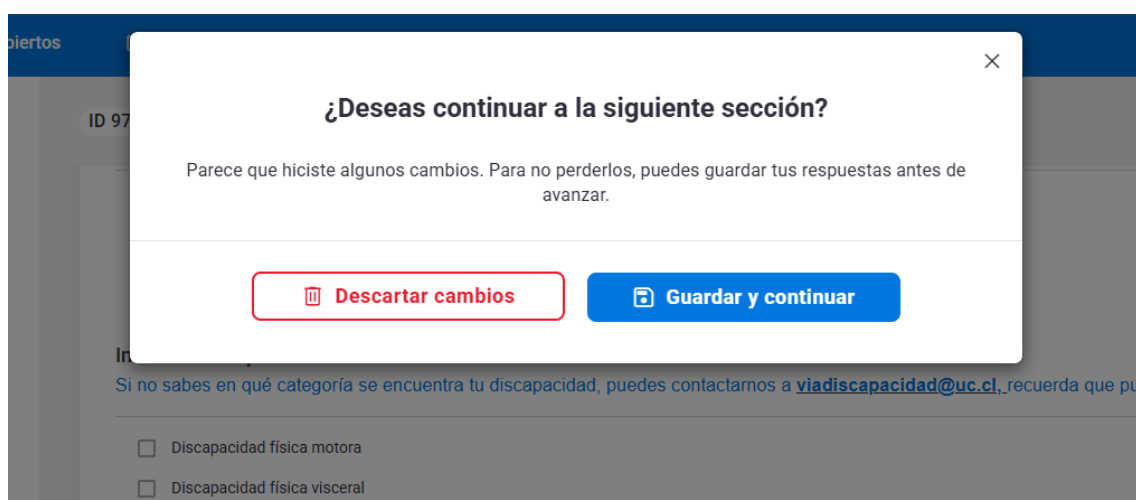 ¿Deseas continuar a la siguiente sección?
ID 97
Parece que hiciste algunos cambios. Para no perderlos, puedes guardar tus respuestas antes de
avanzar.
Descartar cambios
Guardar y continuar
Si no sabes en qué categoría se encuentra tu discapacidad, puedes contactarnos a viadiscapacidad@uc.cl, recuerda que
Discapacidad física motora
Discapacidad física visceral